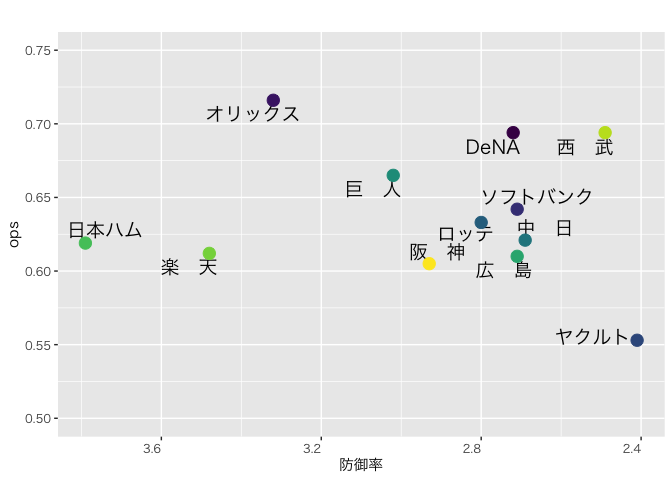 0.75
0.70
0.65
0.60
0.55
0.50
ops
オリックス
DeNA
西　武
巨　人
ソフトバンク
日本ハム
ロッテ
中　日
阪　神
楽　天
広　島
ヤクルト
3.6
3.2
2.8
2.4
防御率